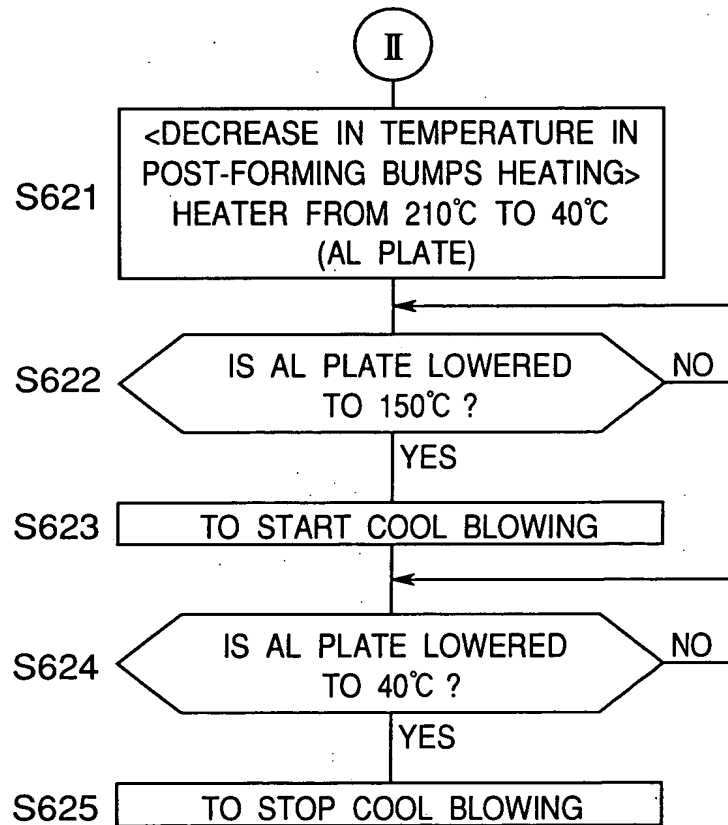 II
<DECREASE IN TEMPERATURE IN
POST-FORMING BUMPS HEATING>
S621
HEATER FROM 210℃ TO 40℃
(AL PLATE)
IS AL PLATE LOWERED
NO
S622
TO 150℃ ?
YES
S623
TO START COOL BLOWING
IS AL PLATE LOWERED
NO
S624
TO 40℃ ?
YES
S625
TO STOP COOL BLOWING